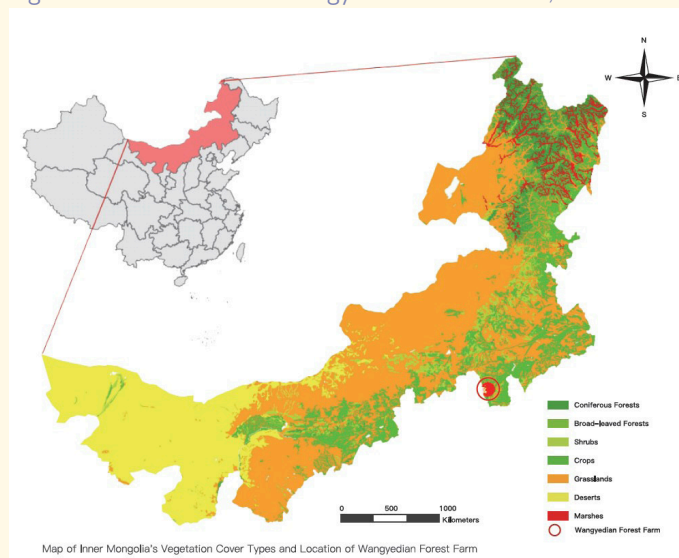 N
W
E
S
Coniferous Forests
Broad-leaved Forests
Shrubs
Crops
Grasslands
Deserts
Marshes
Wangyedian Forest Farm
0 500 1000
Kilometers
Map of Inner Mongolia's Vegetation Cover Types and Location of Wangyedian Forest Farm